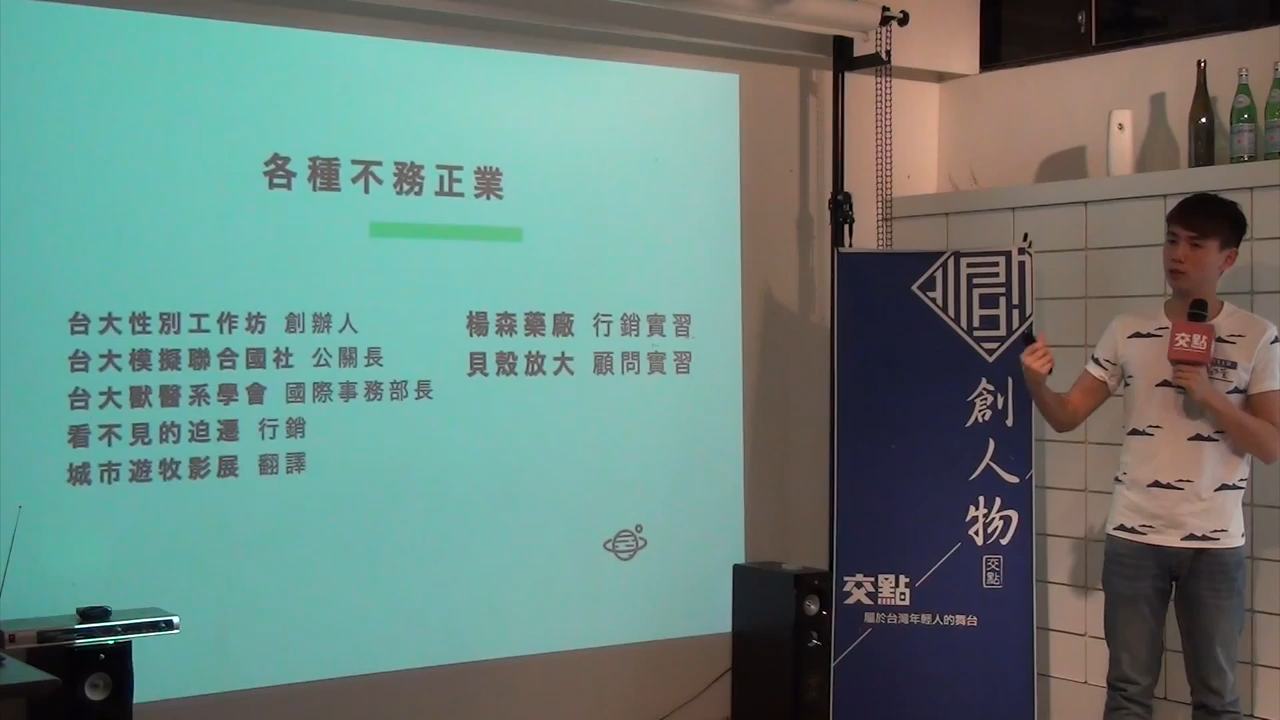 各種不務正業
台大性別工作坊 創辦人
台大模擬聯合國社 公關長
台大獸醫系學會 國際事務部長
看不見的迫遷 行銷
城市遊牧影展 翻譯
楊森藥廠 行銷實習
貝殼放大 顧問實習
創人物
交點
交點
屬於台灣年輕人的舞台
交點